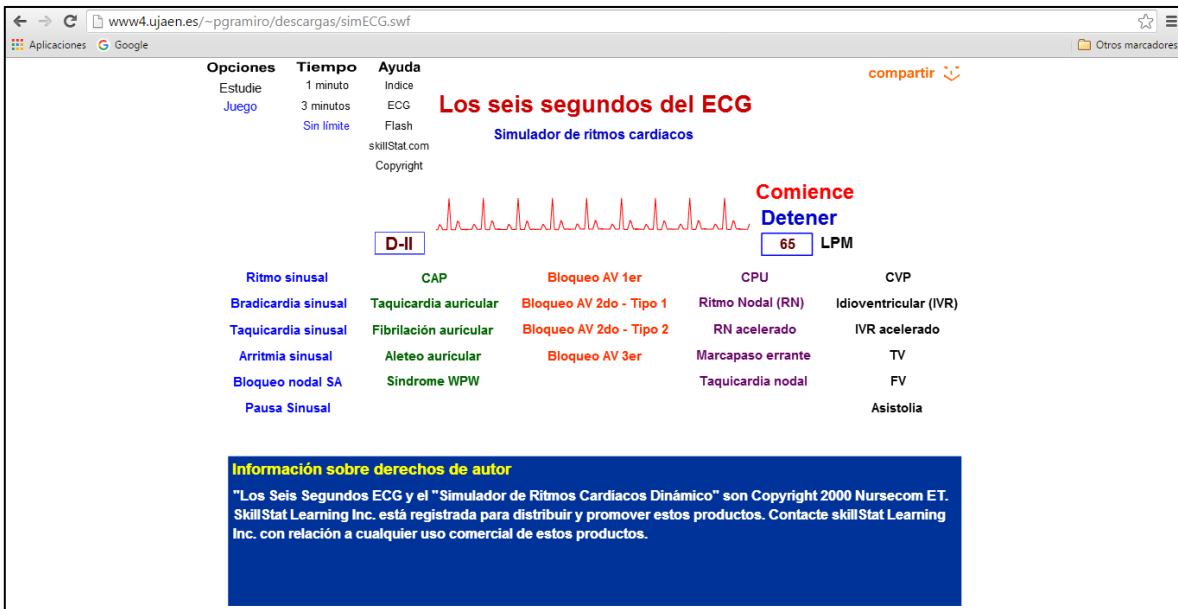 www4.ujaen.es/~pgramiro/descargas/simECG.swf
Aplicaciones Google Otros marcadores
Opciones Tiempo Ayuda
Estudie 1 minuto Indice
Juego 3 minutos ECG
Sin límite Flash
skillStat.com
Copyright
compartir
Los seis segundos del ECG
Simulador de ritmos cardíacos
Comience
Detener
D-II 65 LPM
Ritmo sinusal CAP Bloqueo AV 1er CPU CVP
Bradicardia sinusal Taquicardia auricular Bloqueo AV 2do - Tipo 1 Ritmo Nodal (RN) Idioventricular (IVR)
Taquicardia sinusal Fibrilación auricular Bloqueo AV 2do - Tipo 2 RN acelerado IVR acelerado
Arritmia sinusal Aleteo auricular Bloqueo AV 3er Marcapaso errante TV
Bloqueo nodal SA Síndrome WPW Taquicardia nodal FV
Pausa Sinusal Asistolia
Información sobre derechos de autor
"Los Seis Segundos ECG y el "Simulador de Ritmos Cardíacos Dinámico" son Copyright 2000 Nursecom ET.
SkillStat Learning Inc. está registrada para distribuir y promover estos productos. Contacte skillStat Learning
Inc. con relación a cualquier uso comercial de estos productos.